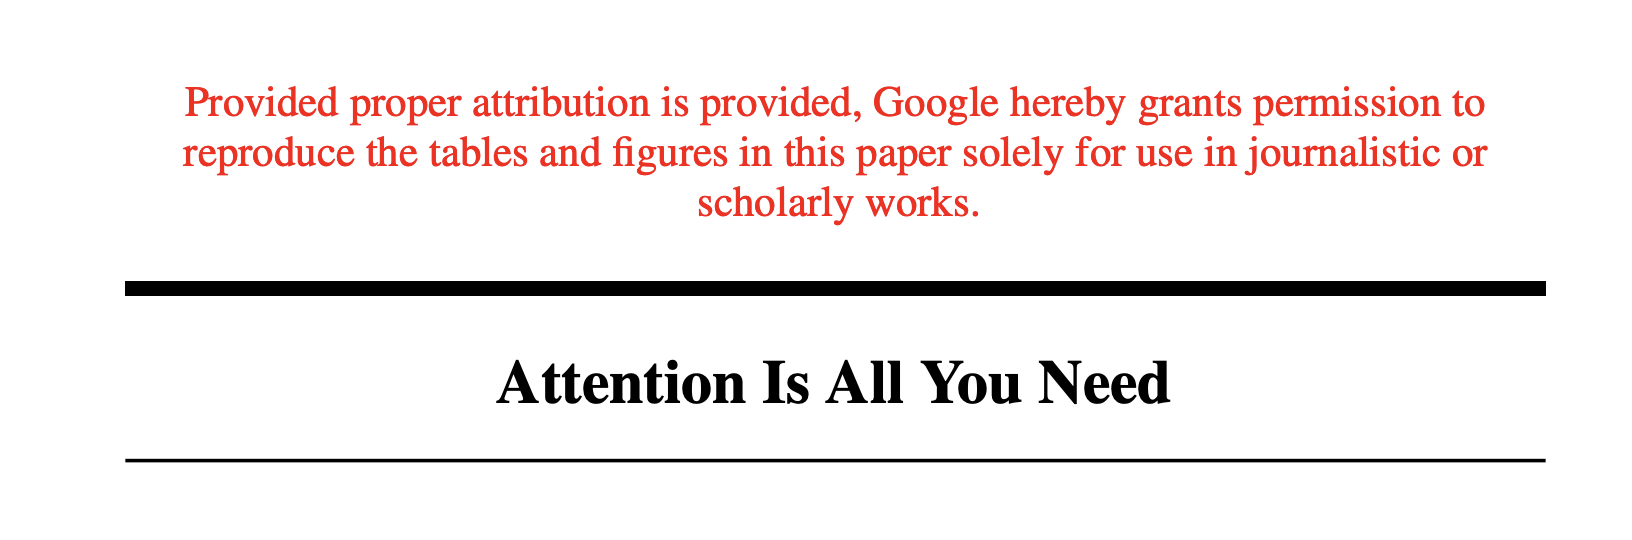 Provided proper attribution is provided, Google hereby grants permission to
reproduce the tables and figures in this paper solely for use in journalistic or
scholarly works.
Attention Is All You Need